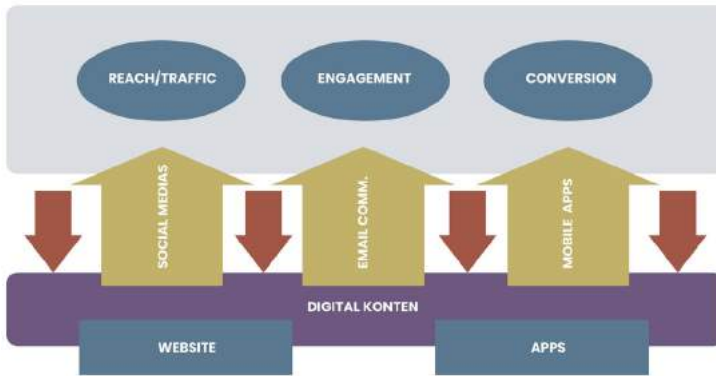 REACH/TRAFFIC
ENGAGEMENT
CONVERSION
SOCIAL MEDIAS
EMAIL COMM.
MOBILE APPS
DIGITAL KONTEN
WEBSITE
APPS